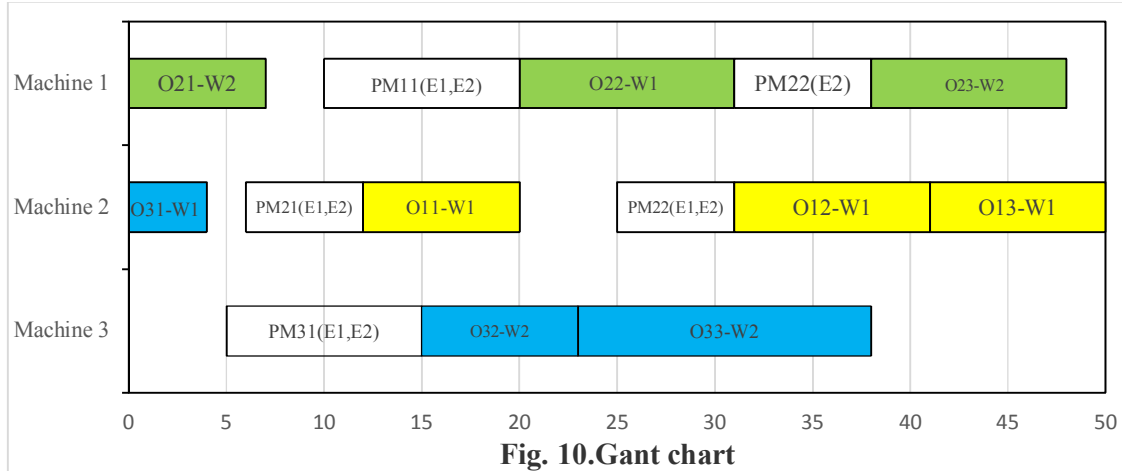 Machine 1
O21-W2
PM11(E1,E2)
O22-W1
PM22(E2)
O23-W2
Machine 2
O31-W1
PM21(E1,E2)
O11-W1
PM22(E1,E2)
O12-W1
O13-W1
Machine 3
PM31(E1,E2)
O32-W2
O33-W2
0 5 10 15 20 25 30 35 40 45 50
Fig. 10.Gant chart